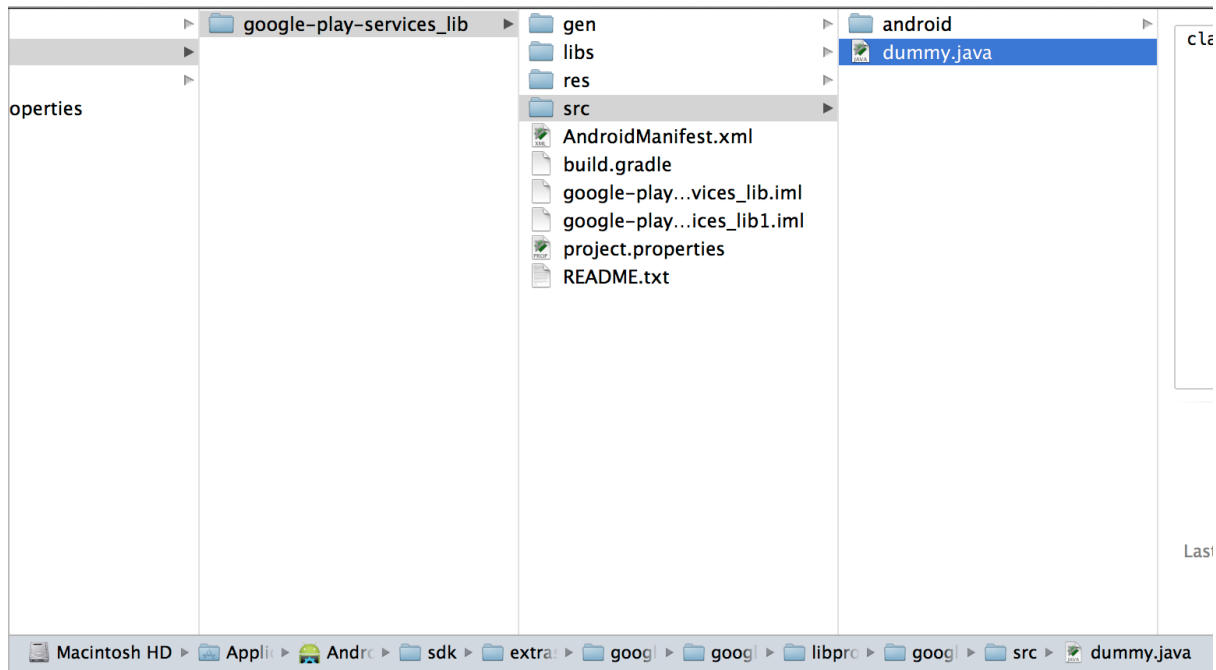 operties
google-play-services_lib
gen
libs
res
src
AndroidManifest.xml
build.gradle
google-play…vices_lib.iml
google-play…ices_lib1.iml
project.properties
README.txt
android
dummy.java
cla
Last
Macintosh HD Applic Andro sdk extra googl googl libpro googl src dummy.java